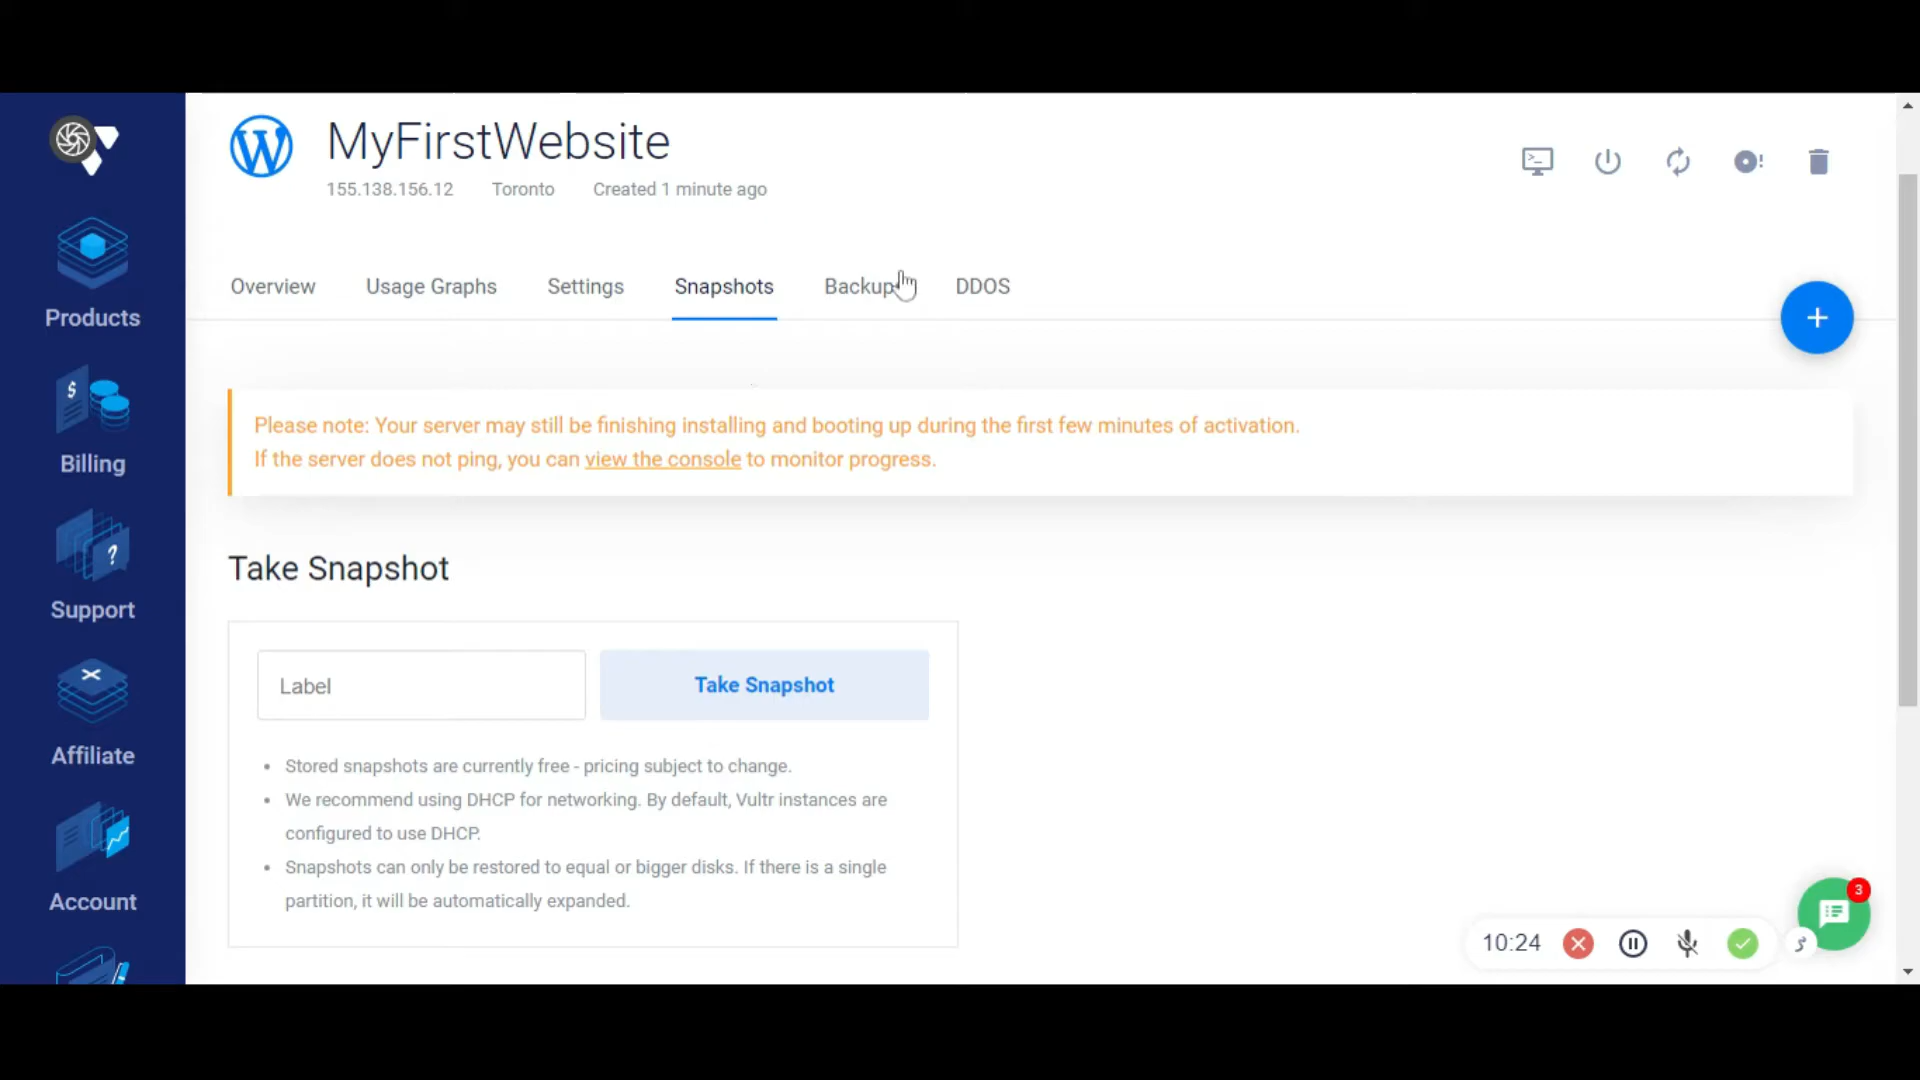 MyFirstWebsite
155.138.156.12 Toronto Created 1 minute ago
Overview Usage Graphs Settings Snapshots Backups DDOS
Products
Billing
Support
Affiliate
Account
Please note: Your server may still be finishing installing and booting up during the first few minutes of activation.
If the server does not ping, you can view the console to monitor progress.
Take Snapshot
Label Take Snapshot
• Stored snapshots are currently free - pricing subject to change.
• We recommend using DHCP for networking. By default, Vultr instances are
configured to use DHCP.
• Snapshots can only be restored to equal or bigger disks. If there is a single
partition, it will be automatically expanded.
10:24
3